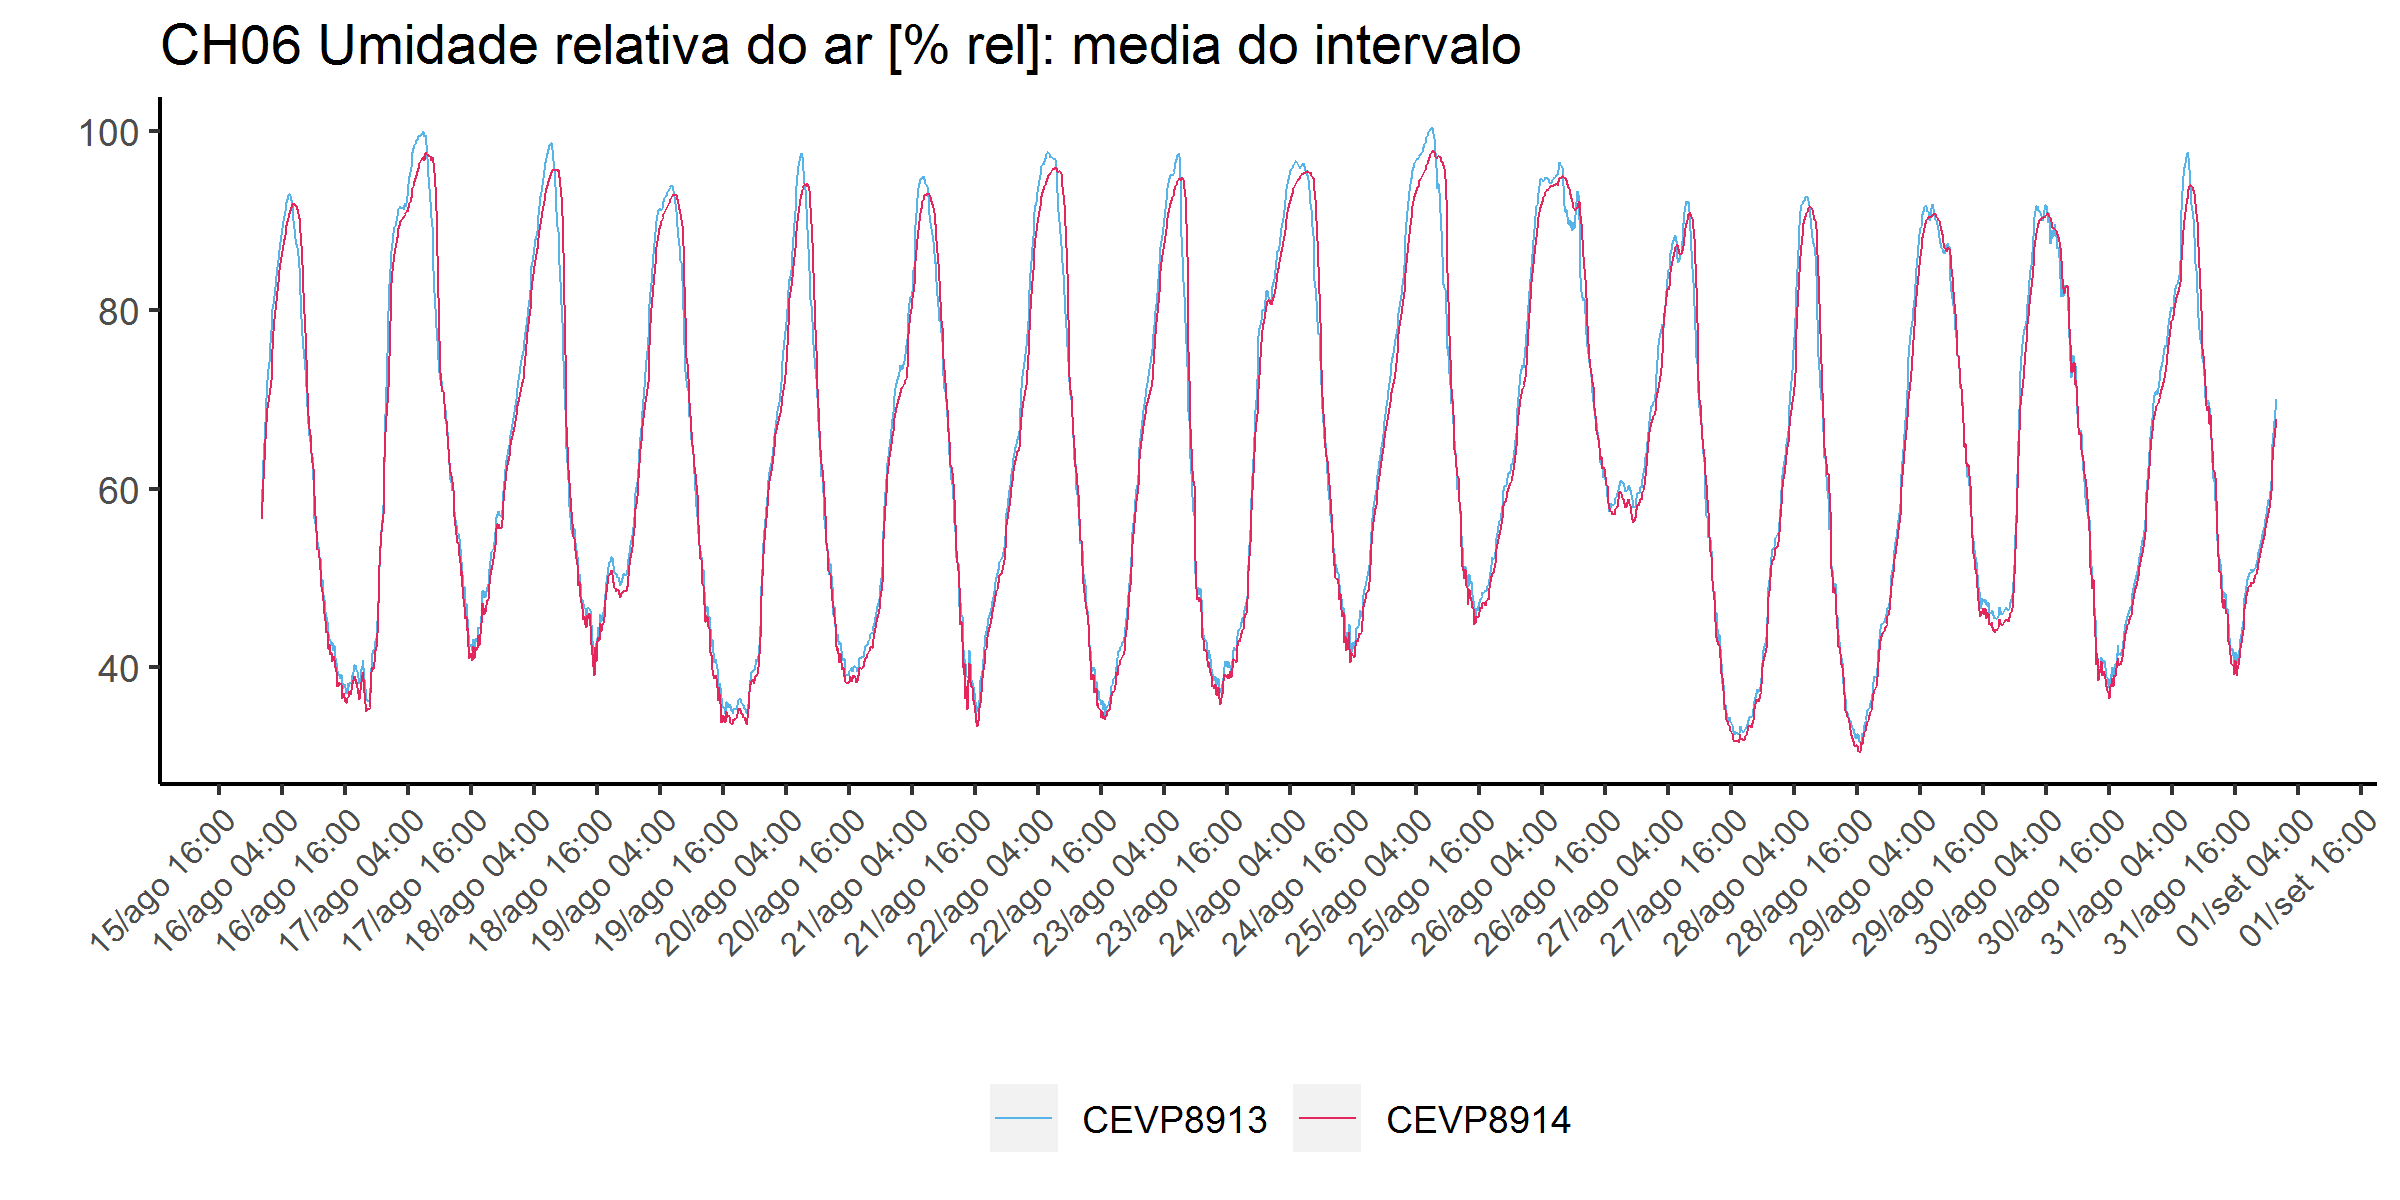 CH06 Umidade relativa do ar [% rel]: media do intervalo
100
80
60
40
15/ago 16:00
16/ago 04:00
16/ago 16:00
17/ago 04:00
17/ago 16:00
18/ago 04:00
18/ago 16:00
19/ago 04:00
19/ago 16:00
20/ago 04:00
20/ago 16:00
21/ago 04:00
21/ago 16:00
22/ago 04:00
22/ago 16:00
23/ago 04:00
23/ago 16:00
24/ago 04:00
24/ago 16:00
25/ago 04:00
25/ago 16:00
26/ago 04:00
26/ago 16:00
27/ago 04:00
27/ago 16:00
28/ago 04:00
28/ago 16:00
29/ago 04:00
29/ago 16:00
30/ago 04:00
30/ago 16:00
31/ago 04:00
31/ago 16:00
01/set 04:00
01/set 16:00
CEVP8913
CEVP8914